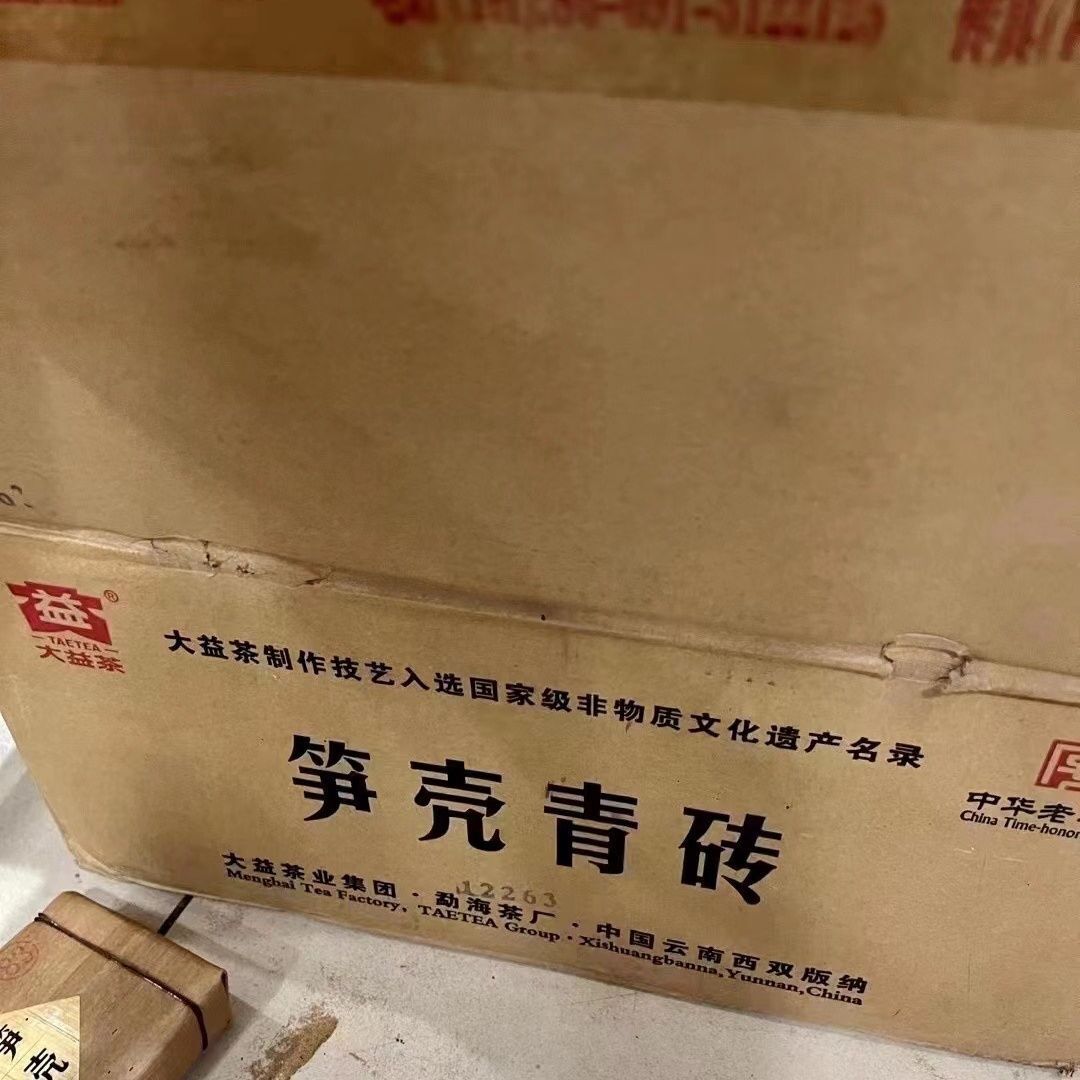 益®
TAETEA
大益茶
大益茶制作技艺入选国家级非物质文化遗产名录
中华老
China Time-honor
笋壳青砖
12263
大益茶业集团·勐海茶厂·中国云南西双版纳
Menghai Tea Factory, TAETEA Group·Xishuangbanna,Yunnan,China
笋壳